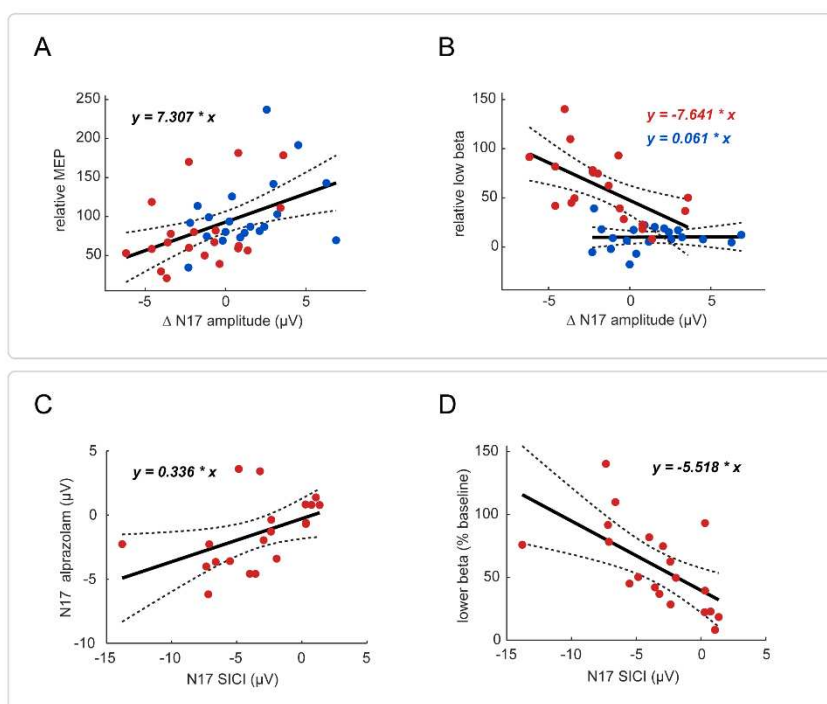 A
relative MEP
250
200
150
100
50
y = 7.307 * x
-5
0
5
Δ N17 amplitude (µV)
B
relative low beta
150
100
50
0
y = -7.641 * x
y = 0.061 * x
-5
0
5
Δ N17 amplitude (µV)
C
N17 alprazolam (µV)
5
0
-5
-10
y = 0.336 * x
-15
-10
-5
0
5
N17 SICI (µV)
D
lower beta (% baseline)
150
100
50
0
y = -5.518 * x
-15
-10
-5
0
5
N17 SICI (µV)